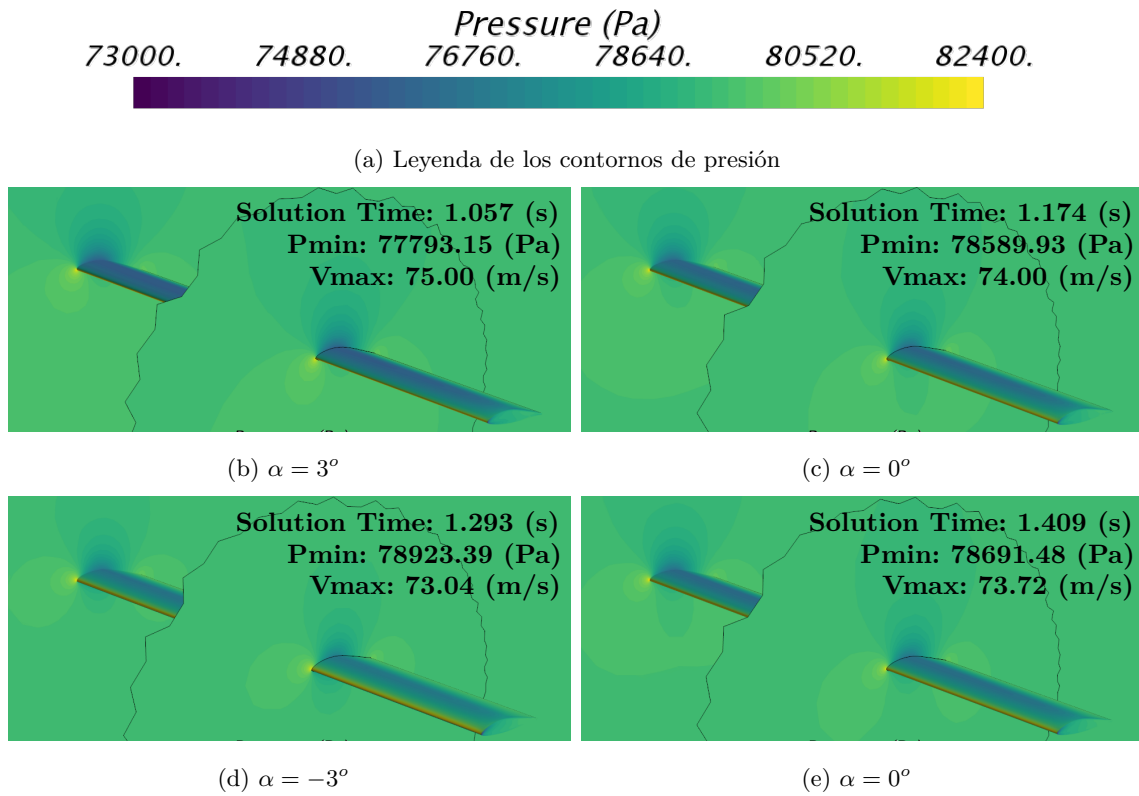 Pressure (Pa)
73000. 74880. 76760. 78640. 80520. 82400.
(a) Leyenda de los contornos de presión
Solution Time: 1.057 (s)
Pmin: 77793.15 (Pa)
Vmax: 75.00 (m/s)
Solution Time: 1.174 (s)
Pmin: 78589.93 (Pa)
Vmax: 74.00 (m/s)
(b) α = 3º
(c) α = 0º
Solution Time: 1.293 (s)
Pmin: 78923.39 (Pa)
Vmax: 73.04 (m/s)
Solution Time: 1.409 (s)
Pmin: 78691.48 (Pa)
Vmax: 73.72 (m/s)
(d) α = −3º
(e) α = 0º